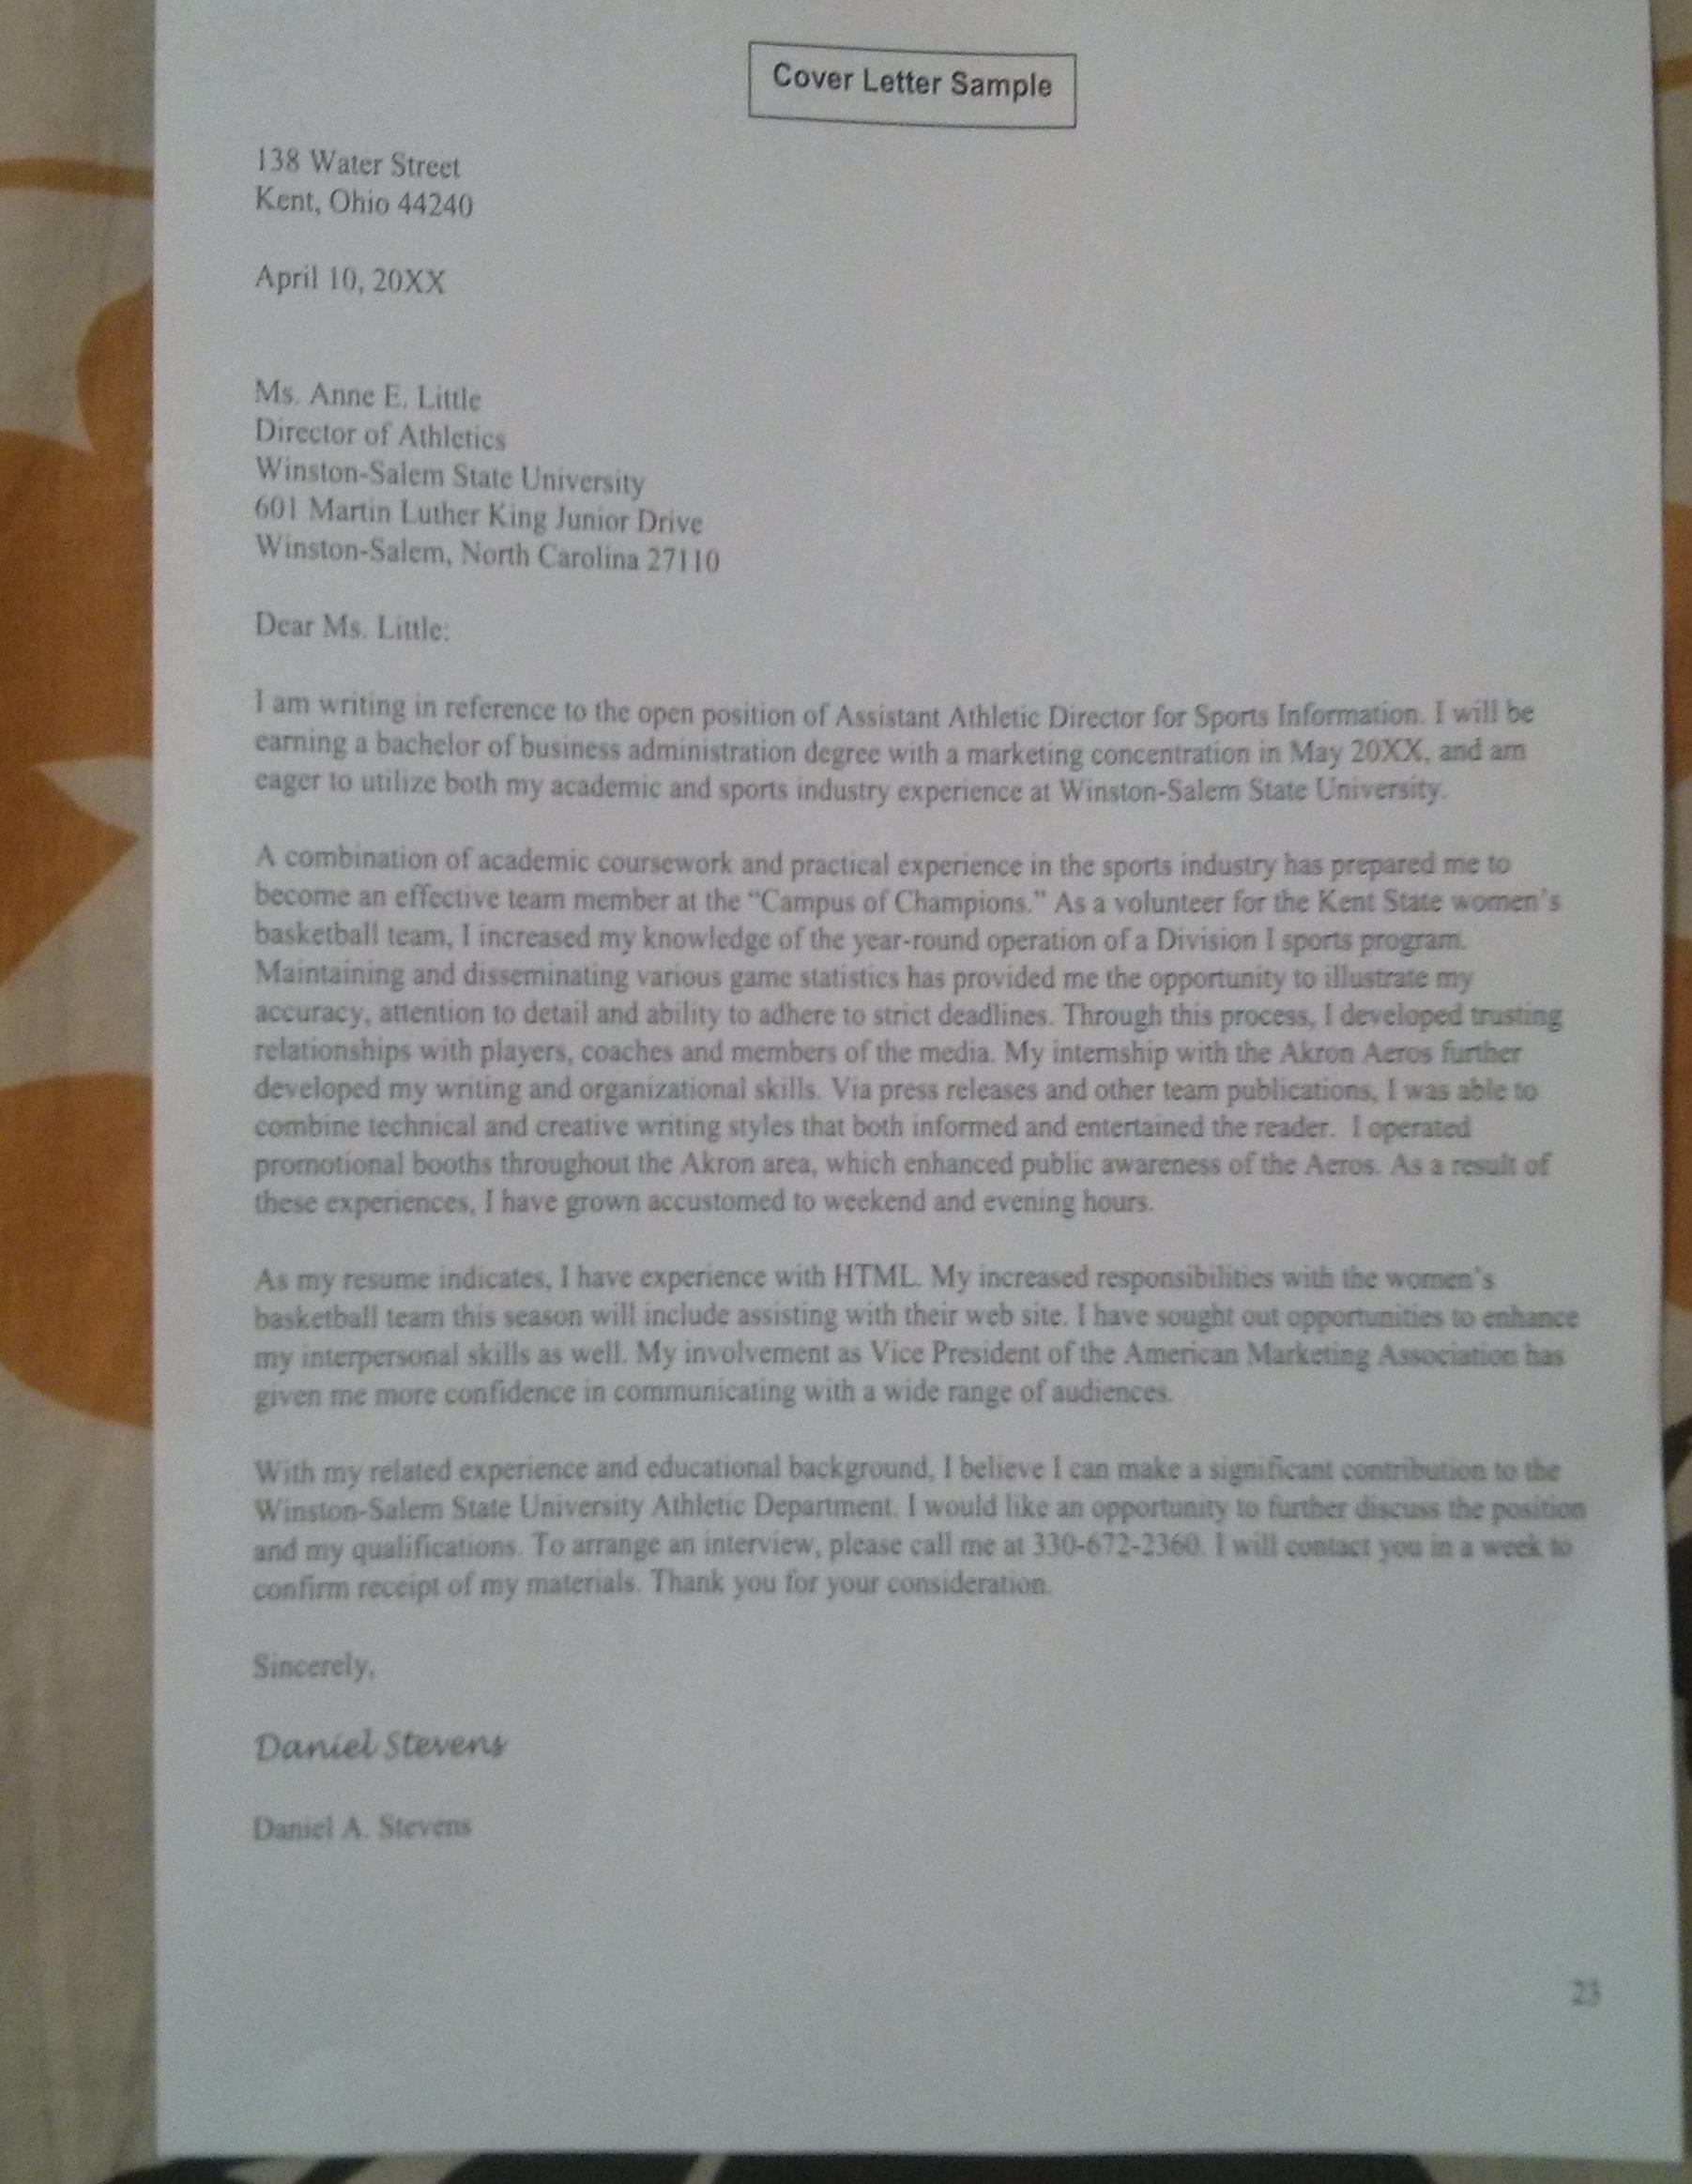 Cover Letter Sample
138 Water Street
Kent, Ohio 44240
April 10, 20XX
Ms. Anne E. Little
Director of Athletics
Winston-Salem State University
601 Martin Luther King Junior Drive
Winston-Salem, North Carolina 27110
Dear Ms. Little:
I am writing in reference to the open position of Assistant Athletic Director for Sports Information. I will be
earning a bachelor of business administration degree with a marketing concentration in May 20XX, and am
eager to utilize both my academic and sports industry experience at Winston-Salem State University.
A combination of academic coursework and practical experience in the sports industry has prepared me to
become an effective team member at the “Campus of Champions.” As a volunteer for the Kent State women’s
basketball team, I increased my knowledge of the year-round operation of a Division I sports program.
Maintaining and disseminating various game statistics has provided me the opportunity to illustrate my
accuracy, attention to detail and ability to adhere to strict deadlines. Through this process, I developed trusting
relationships with players, coaches and members of the media. My internship with the Akron Aeros further
developed my writing and organizational skills. Via press releases and other team publications, I was able to
combine technical and creative writing styles that both informed and entertained the reader. I operated
promotional booths throughout the Akron area, which enhanced public awareness of the Aeros. As a result of
these experiences, I have grown accustomed to weekend and evening hours.
As my resume indicates, I have experience with HTML. My increased responsibilities with the women’s
basketball team this season will include assisting with their web site. I have sought out opportunities to enhance
my interpersonal skills as well. My involvement as Vice President of the American Marketing Association has
given me more confidence in communicating with a wide range of audiences.
With my related experience and educational background, I believe I can make a significant contribution to the
Winston-Salem State University Athletic Department. I would like an opportunity to further discuss the position
and my qualifications. To arrange an interview, please call me at 330-672-2360. I will contact you in a week to
confirm receipt of my materials. Thank you for your consideration.
Sincerely,
Daniel Stevens
Daniel A. Stevens
23